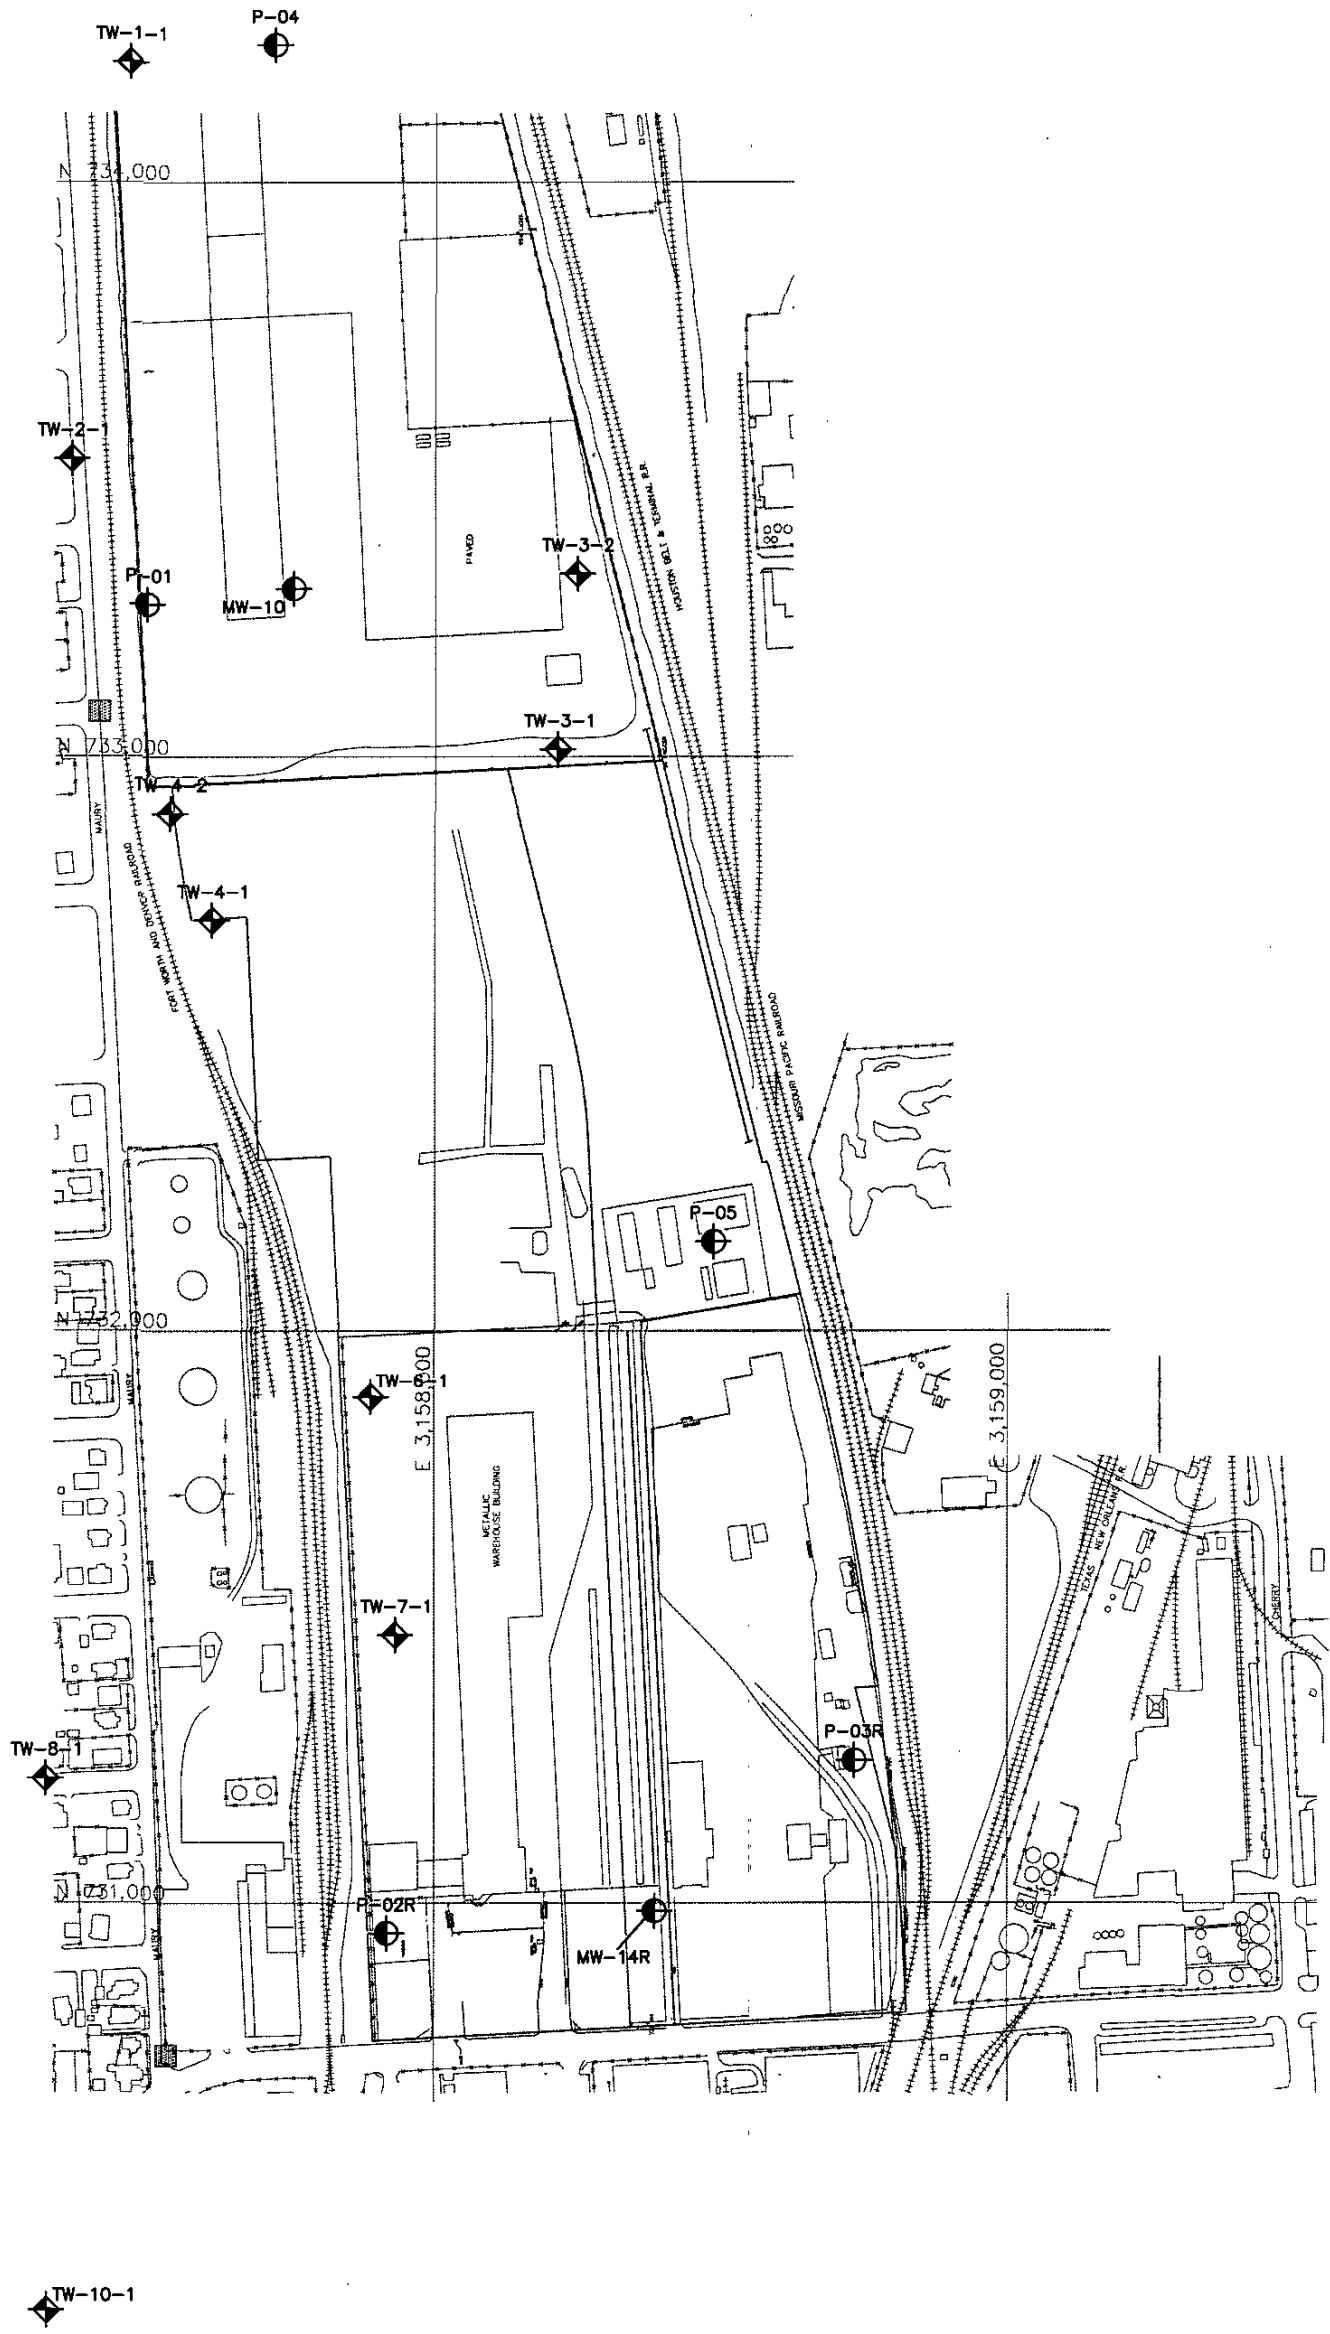 P-04
TW-1-1
N 734,000
TW-2-1
HOUSTON BELT & TERMINAL R.R.
PAVED
TW-3-2
P-01
MW-10
TW-3-1
N 733,000
TW-4-2
MAURY
FORT WORTH AND DENVER RAILROAD
TW-4-1
MISSOURI PACIFIC RAILROAD
P-05
N 732,000
MAURY
TW-6-1
E 3,158,000
E 3,159,000
METALLIC
WAREHOUSE BUILDING
TEXAS NEW ORLEANS R.R.
CHERRY
TW-7-1
P-03R
TW-8-1
N 731,000
P-02R
MAURY
MW-14R
TW-10-1